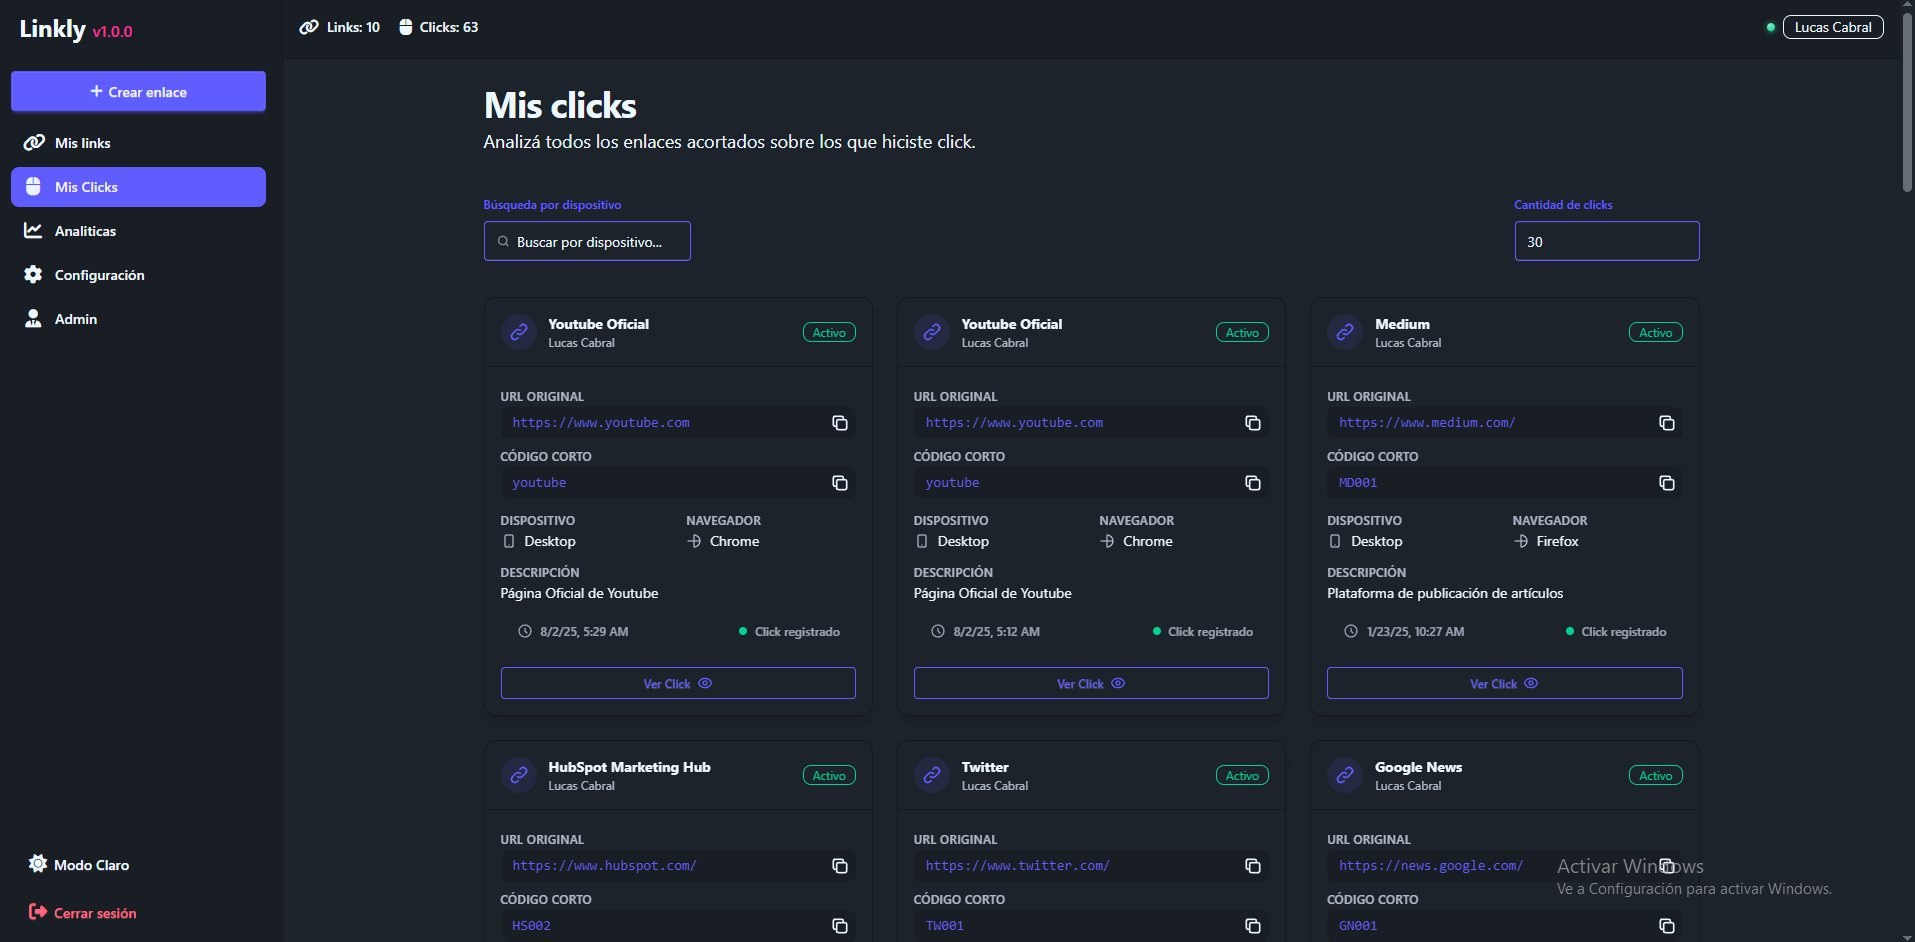 Linkly v1.0.0
Links: 10 Clicks: 63
Lucas Cabral
+ Crear enlace
Mis links
Mis Clicks
Analiticas
Configuración
Admin
Modo Claro
Cerrar sesión
Mis clicks
Analizá todos los enlaces acortados sobre los que hiciste click.
Búsqueda por dispositivo
Buscar por dispositivo...
Cantidad de clicks
30
Youtube Oficial
Lucas Cabral
Activo
URL ORIGINAL
https://www.youtube.com
CÓDIGO CORTO
youtube
DISPOSITIVO NAVEGADOR
Desktop Chrome
DESCRIPCIÓN
Página Oficial de Youtube
8/2/25, 5:29 AM Click registrado
Ver Click
Youtube Oficial
Lucas Cabral
Activo
URL ORIGINAL
https://www.youtube.com
CÓDIGO CORTO
youtube
DISPOSITIVO NAVEGADOR
Desktop Chrome
DESCRIPCIÓN
Página Oficial de Youtube
8/2/25, 5:12 AM Click registrado
Ver Click
Medium
Lucas Cabral
Activo
URL ORIGINAL
https://www.medium.com/
CÓDIGO CORTO
MD001
DISPOSITIVO NAVEGADOR
Desktop Firefox
DESCRIPCIÓN
Plataforma de publicación de artículos
1/23/25, 10:27 AM Click registrado
Ver Click
HubSpot Marketing Hub
Lucas Cabral
Activo
URL ORIGINAL
https://www.hubspot.com/
CÓDIGO CORTO
HS002
Twitter
Lucas Cabral
Activo
URL ORIGINAL
https://www.twitter.com/
CÓDIGO CORTO
TW001
Google News
Lucas Cabral
Activo
URL ORIGINAL
https://news.google.com/
CÓDIGO CORTO
GN001
Activar Windows
Ve a Configuración para activar Windows.